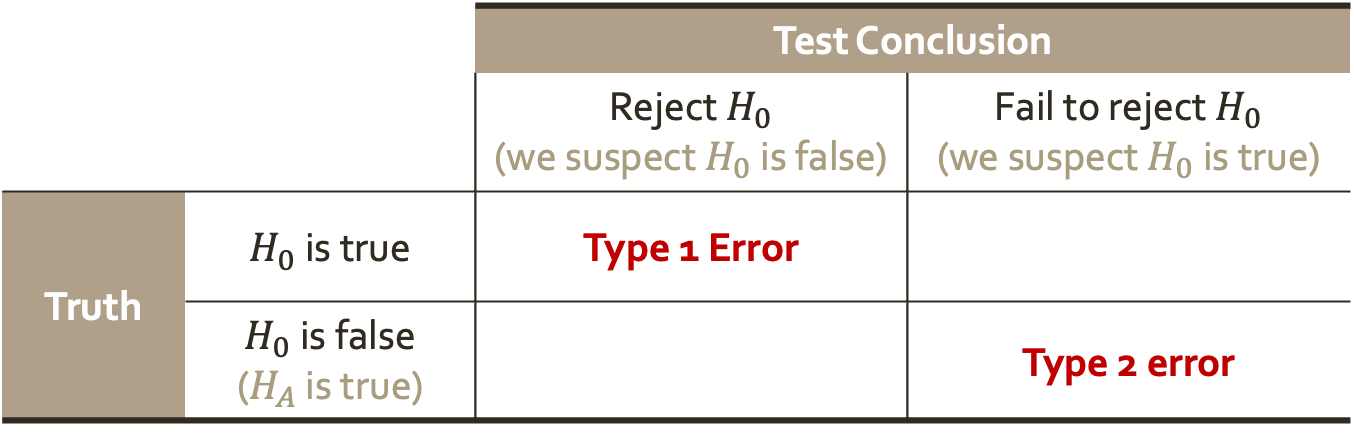 Test Conclusion
Reject H₀
Fail to reject H₀
(we suspect H₀ is false)
(we suspect H₀ is true)
Truth
H₀ is true
Type 1 Error
H₀ is false
(H_A is true)
Type 2 error